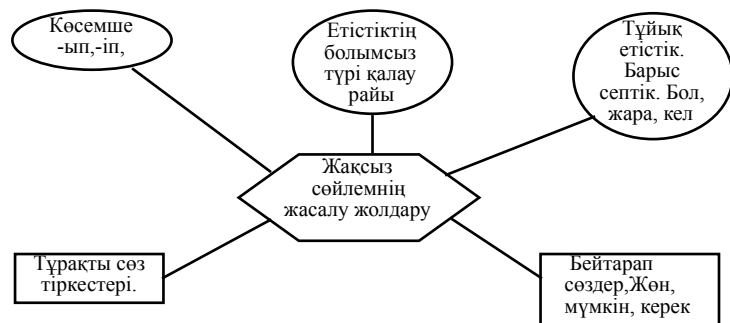 Көсемше
-ып,-іп,
Етістіктің
болымсыз
түрі қалау
райы
Тұйық
етістік.
Барыс
септік. Бол,
жара, кел
Жақсыз
сөйлемнің
жасалу жолдару
Тұрақты сөз
тіркестері.
Бейтарап
сөздер,Жөн,
мүмкін, керек